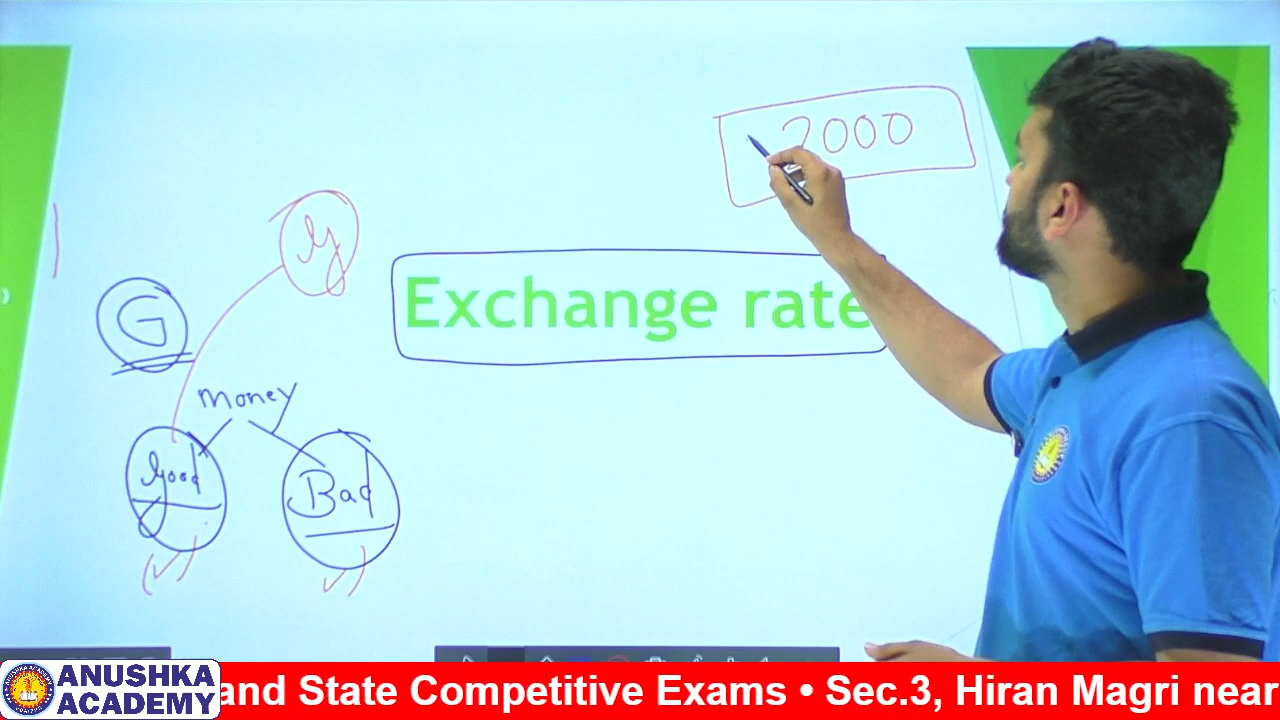 2000
Exchange rate
G
money
Good
Bad
ANUSHKA
ACADEMY
and State Competitive Exams • Sec.3, Hiran Magri near